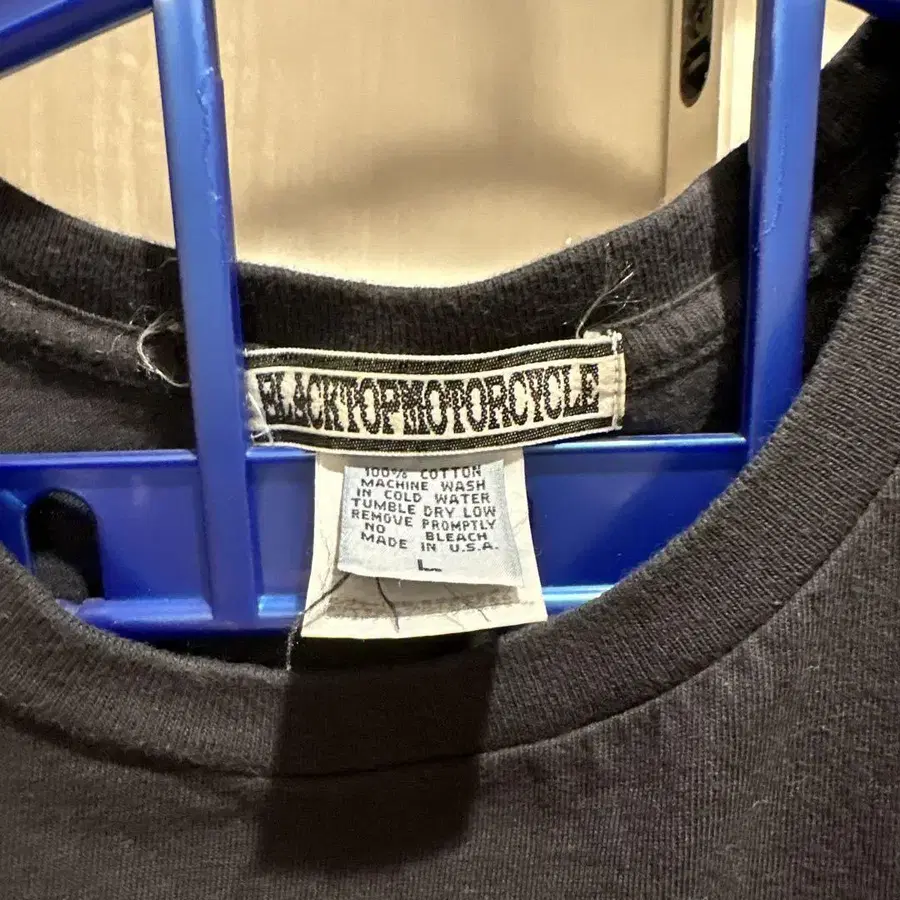 BLACKTOPMOTORCYCLE
100% COTTON
MACHINE WASH
IN COLD WATER
TUMBLE DRY LOW
REMOVE PROMPTLY
NO BLEACH
MADE IN U.S.A.
L